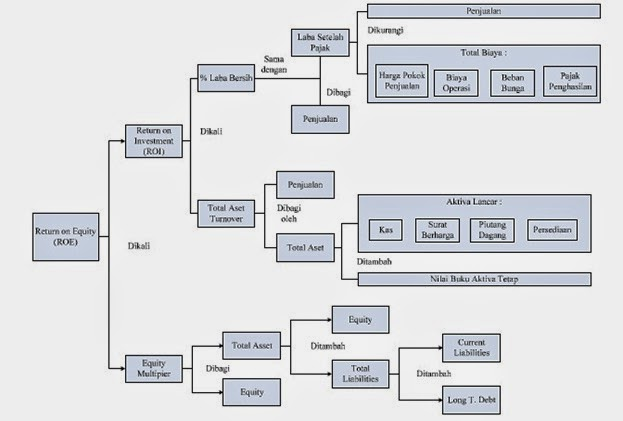 Penjualan
Dikurangi
Laba Setelah
Pajak
Total Biaya :
Harga Pokok
Penjualan
Biaya
Operasi
Beban
Bunga
Pajak
Penghasilan
Sama
dengan
% Laba Bersih
Dibagi
Penjualan
Return on
Investment
(ROI)
Dikali
Total Aset
Turnover
Penjualan
Dibagi
oleh
Total Aset
Aktiva Lancar :
Kas
Surat
Berharga
Piutang
Dagang
Persediaan
Ditambah
Nilai Buku Aktiva Tetap
Return on Equity
(ROE)
Dikali
Equity
Multipier
Dibagi
Total Asset
Equity
Ditambah
Equity
Total
Liabilities
Ditambah
Current
Liabilities
Long T. Debt